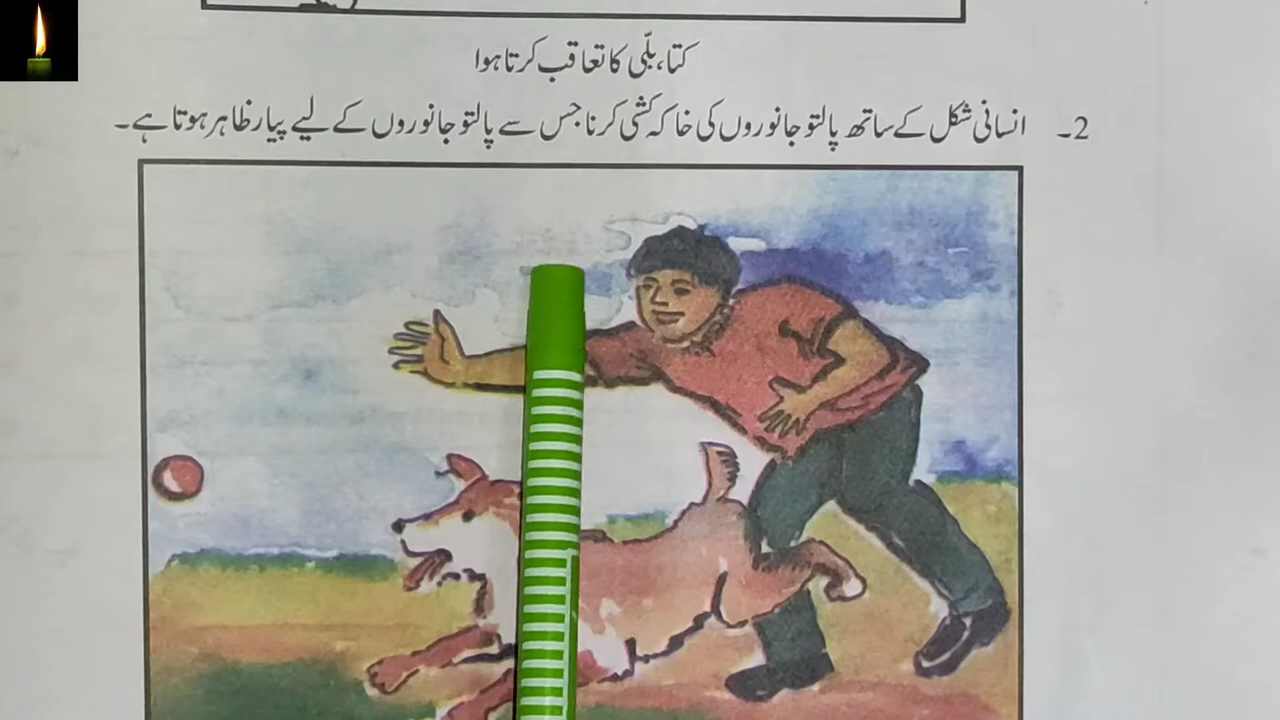 کتا، بلّی کا تعاقب کرتا ہوا
2۔ انسانی شکل کے ساتھ پالتو جانوروں کی خاکہ کشی کرنا جس سے پالتو جانوروں کے لیے پیار ظاہر ہوتا ہے۔